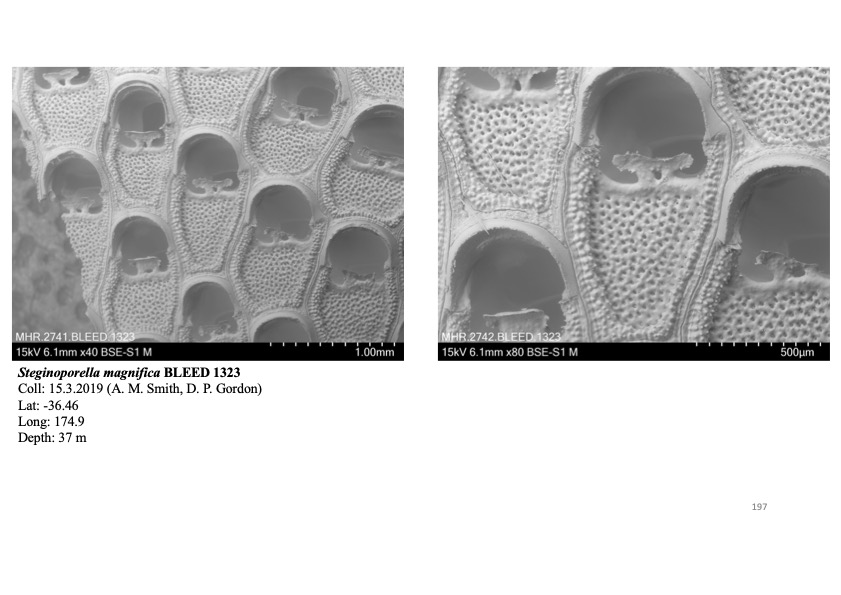 MHR.2741.BLEED.1323
15kV 6.1mm x40 BSE-S1 M 1.00mm
MHR.2742.BLEED.1323
15kV 6.1mm x80 BSE-S1 M 500µm
Steginoporella magnifica BLEED 1323
Coll: 15.3.2019 (A. M. Smith, D. P. Gordon)
Lat: -36.46
Long: 174.9
Depth: 37 m
197